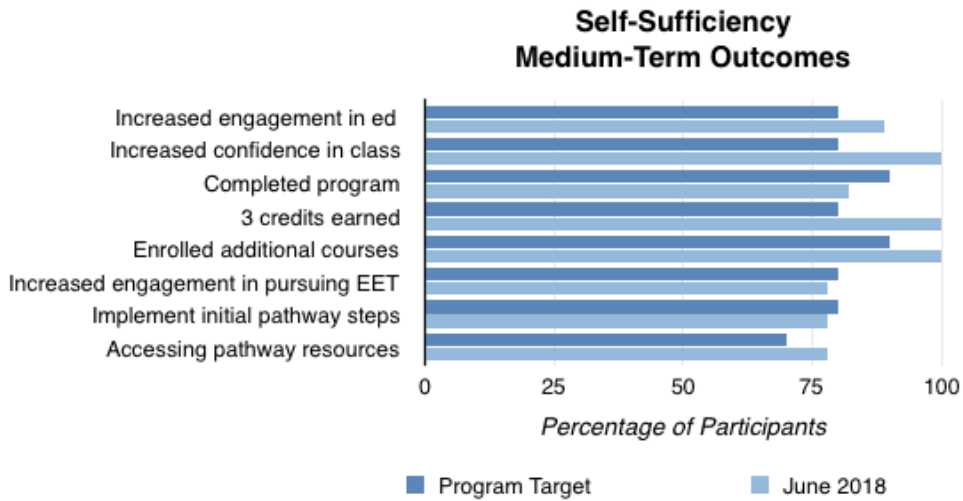 Self-Sufficiency
Medium-Term Outcomes
Increased engagement in ed
Increased confidence in class
Completed program
3 credits earned
Enrolled additional courses
Increased engagement in pursuing EET
Implement initial pathway steps
Accessing pathway resources
0 25 50 75 100
Percentage of Participants
Program Target June 2018